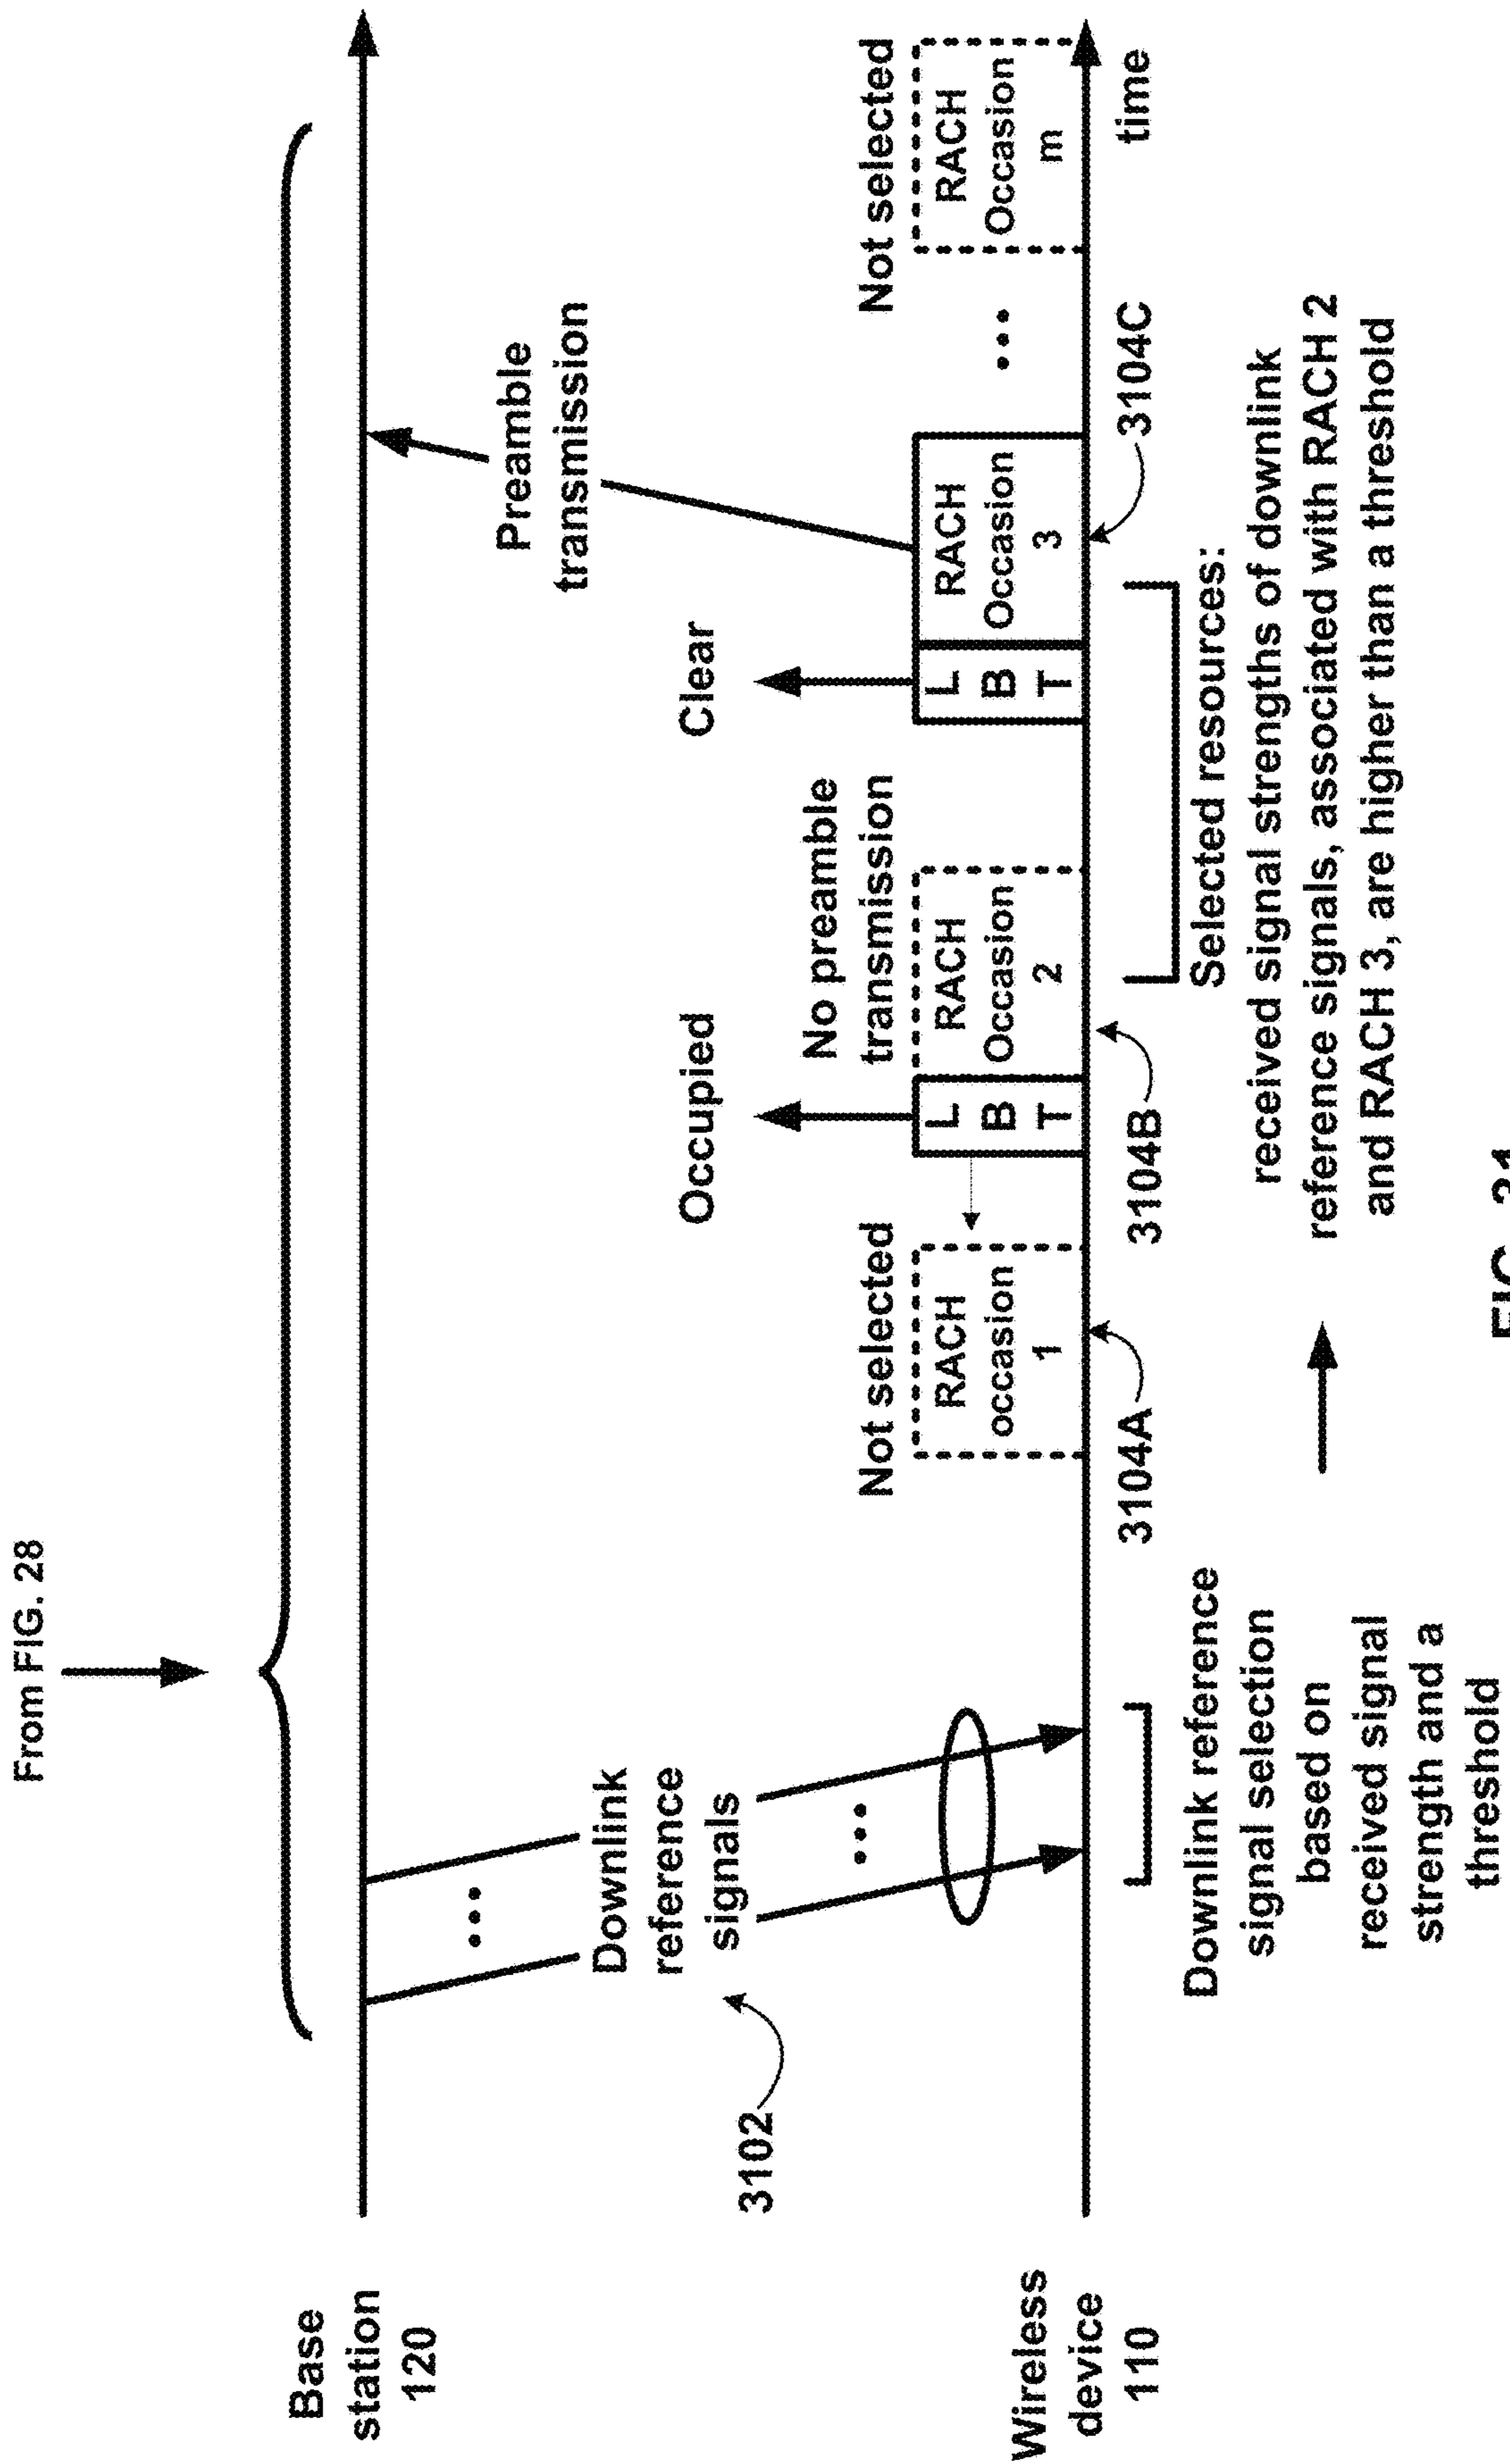 From FIG. 28
Base
station
120
Downlink
reference
signals
3102
Preamble
transmission
Occupied
Clear
No preamble
transmission
Not selected
Not selected
RACH
occasion
1
L
B
T
RACH
Occasion
2
L
B
T
RACH
Occasion
3
RACH
Occasion
m
Wireless
device
110
time
3104A
3104B
3104C
Downlink reference
signal selection
based on
received signal
strength and a
threshold
Selected resources:
received signal strengths of downlink
reference signals, associated with RACH 2
and RACH 3, are higher than a threshold